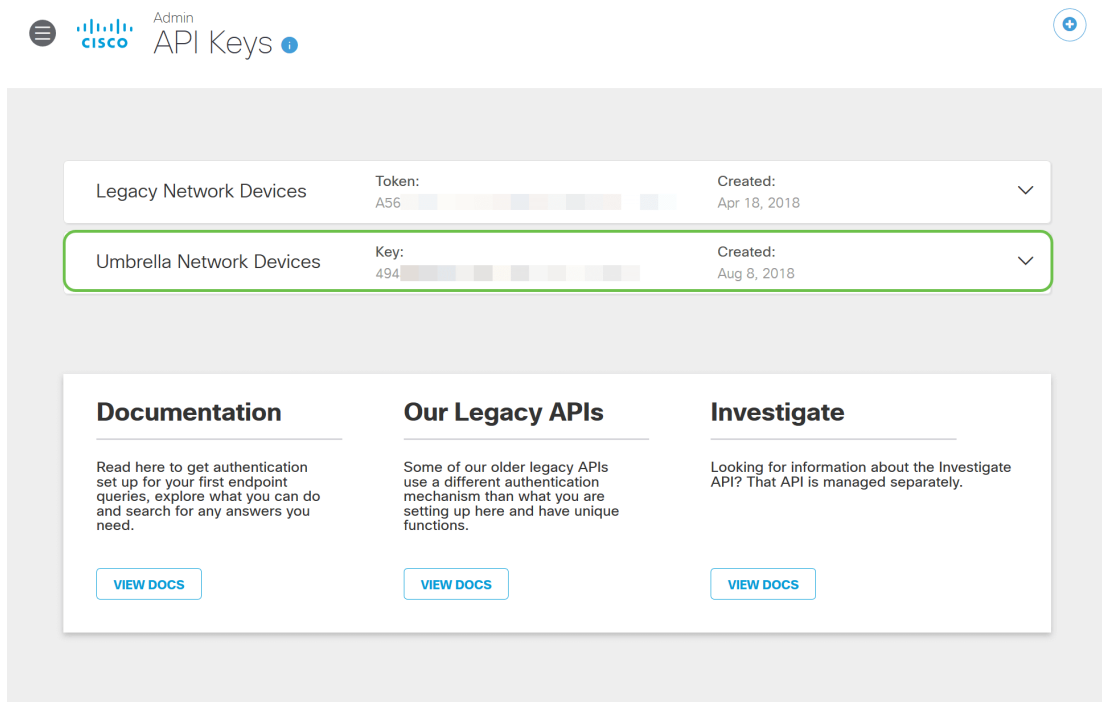 Admin
CISCO
API Keys
Legacy Network Devices
Token:
A56
Created:
Apr 18, 2018
Umbrella Network Devices
Key:
494
Created:
Aug 8, 2018
Documentation
Read here to get authentication
set up for your first endpoint
queries, explore what you can do
and search for any answers you
need.
VIEW DOCS
Our Legacy APIs
Some of our older legacy APIs
use a different authentication
mechanism than what you are
setting up here and have unique
functions.
VIEW DOCS
Investigate
Looking for information about the Investigate
API? That API is managed separately.
VIEW DOCS